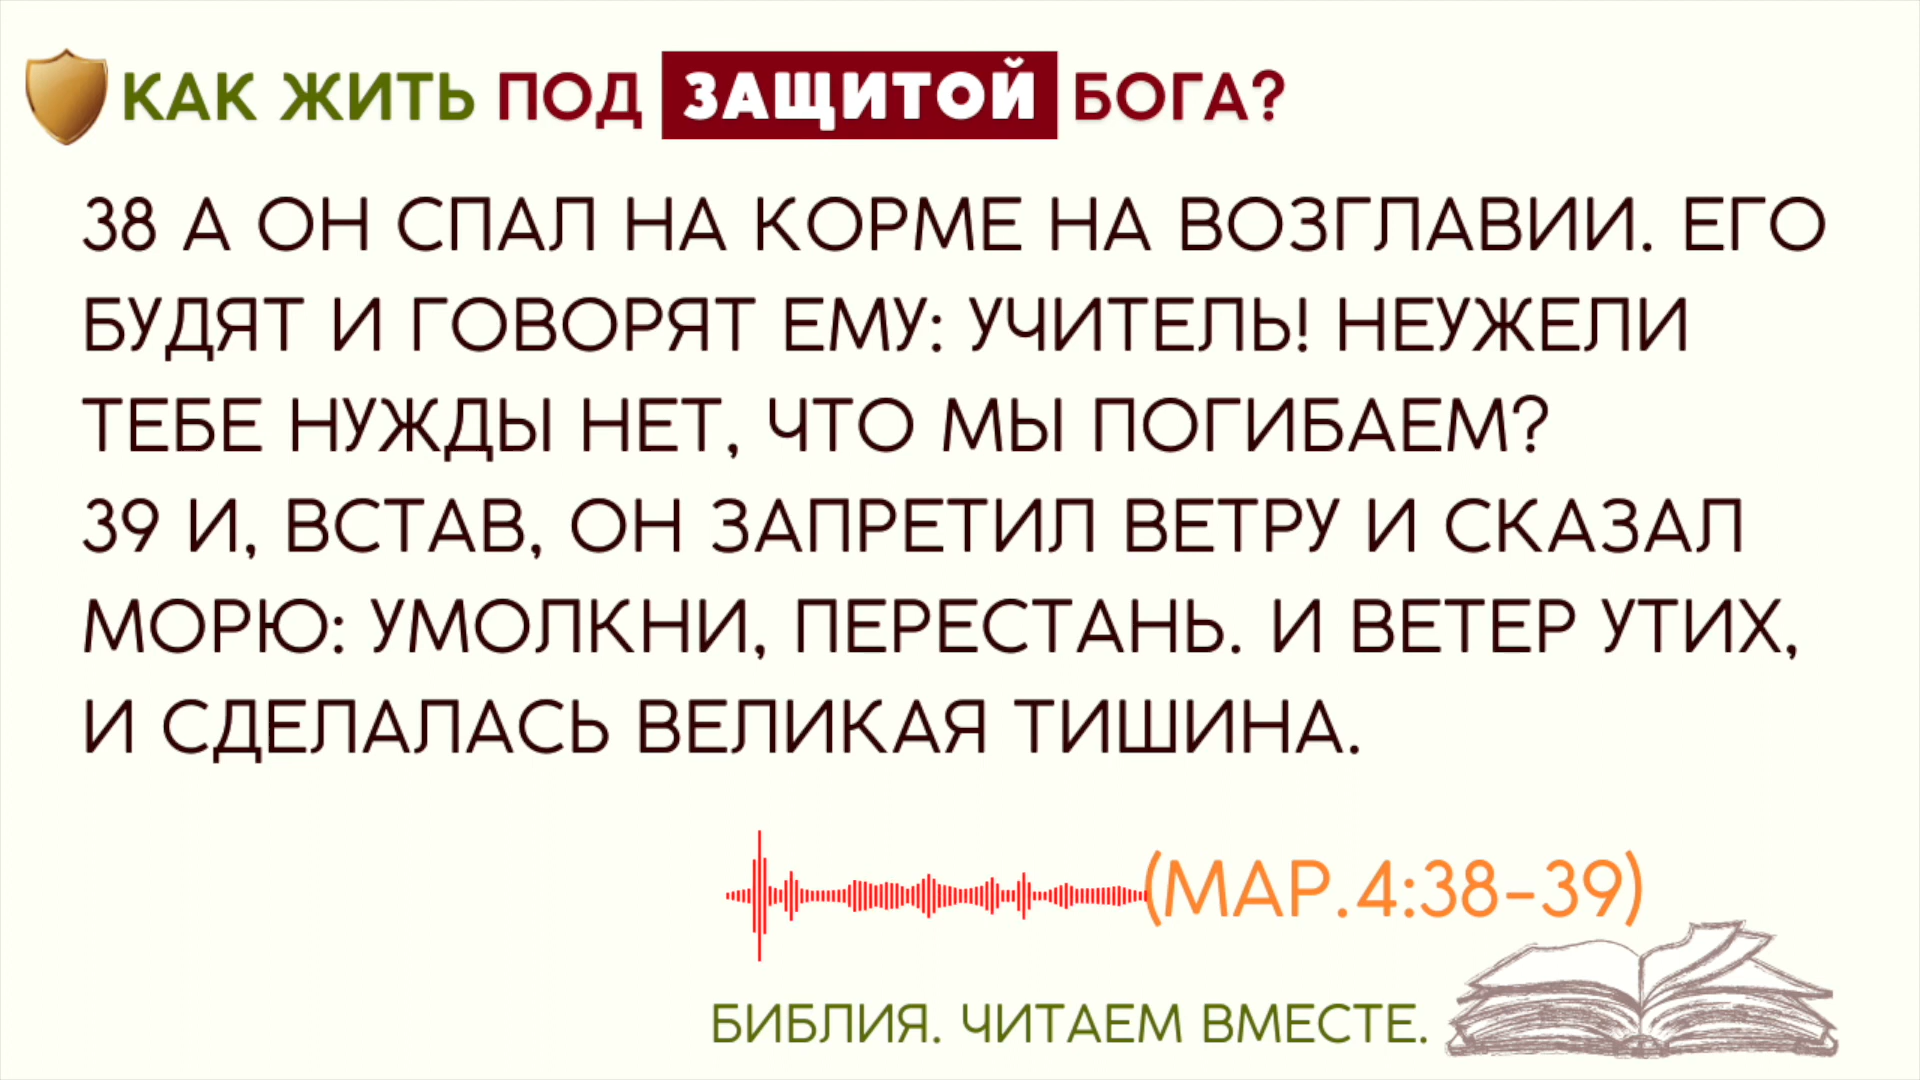 КАК ЖИТЬ ПОД ЗАЩИТОЙ БОГА?
38 А ОН СПАЛ НА КОРМЕ НА ВОЗГЛАВИИ. ЕГО
БУДЯТ И ГОВОРЯТ ЕМУ: УЧИТЕЛЬ! НЕУЖЕЛИ
ТЕБЕ НУЖДЫ НЕТ, ЧТО МЫ ПОГИБАЕМ?
39 И, ВСТАВ, ОН ЗАПРЕТИЛ ВЕТРУ И СКАЗАЛ
МОРЮ: УМОЛКНИ, ПЕРЕСТАНЬ. И ВЕТЕР УТИХ,
И СДЕЛАЛАСЬ ВЕЛИКАЯ ТИШИНА.
(МАР.4:38-39)
БИБЛИЯ. ЧИТАЕМ ВМЕСТЕ.